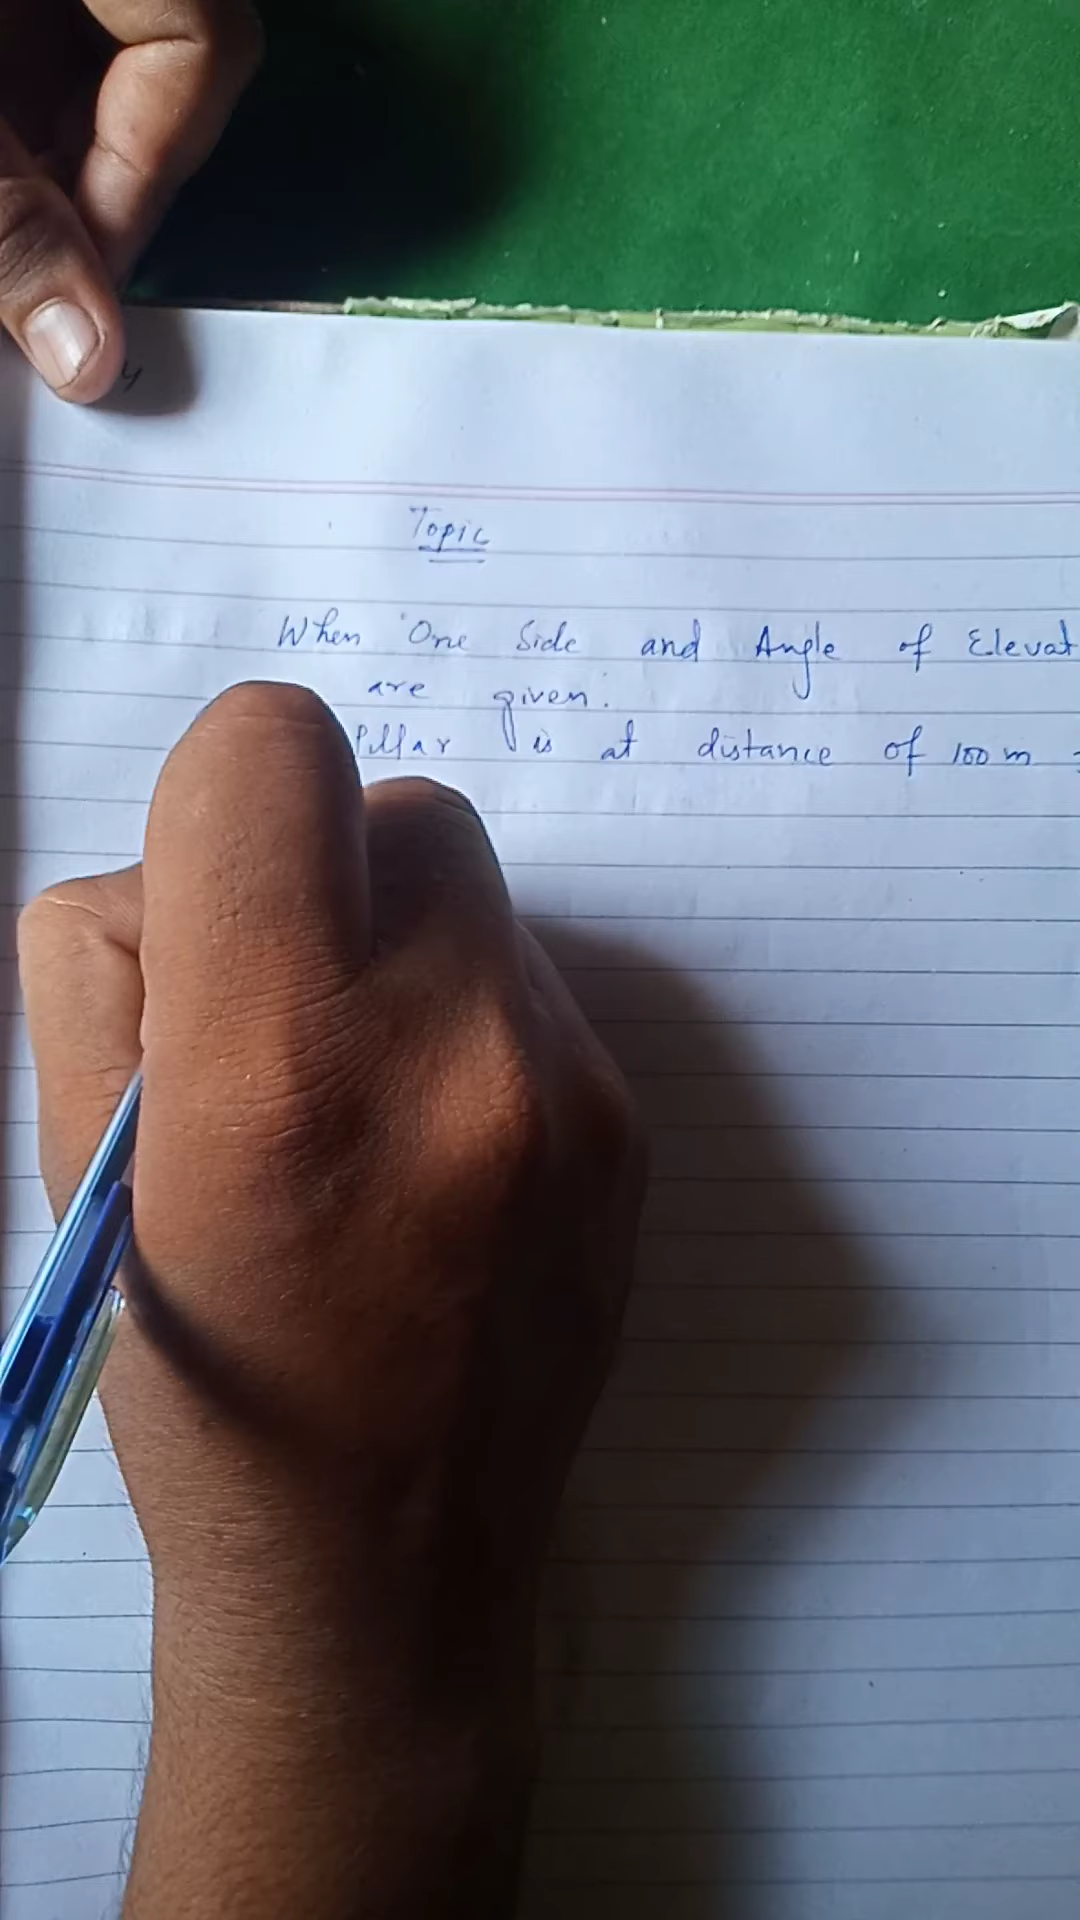 Topic
When One Side and Angle of Elevat
are given.
Pillar is at distance of 100 m